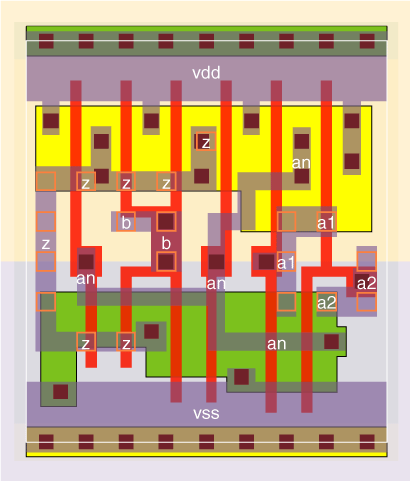 vdd
z
an
z z z
b a1
z b
a1
an an a2
a2
z z an
vss